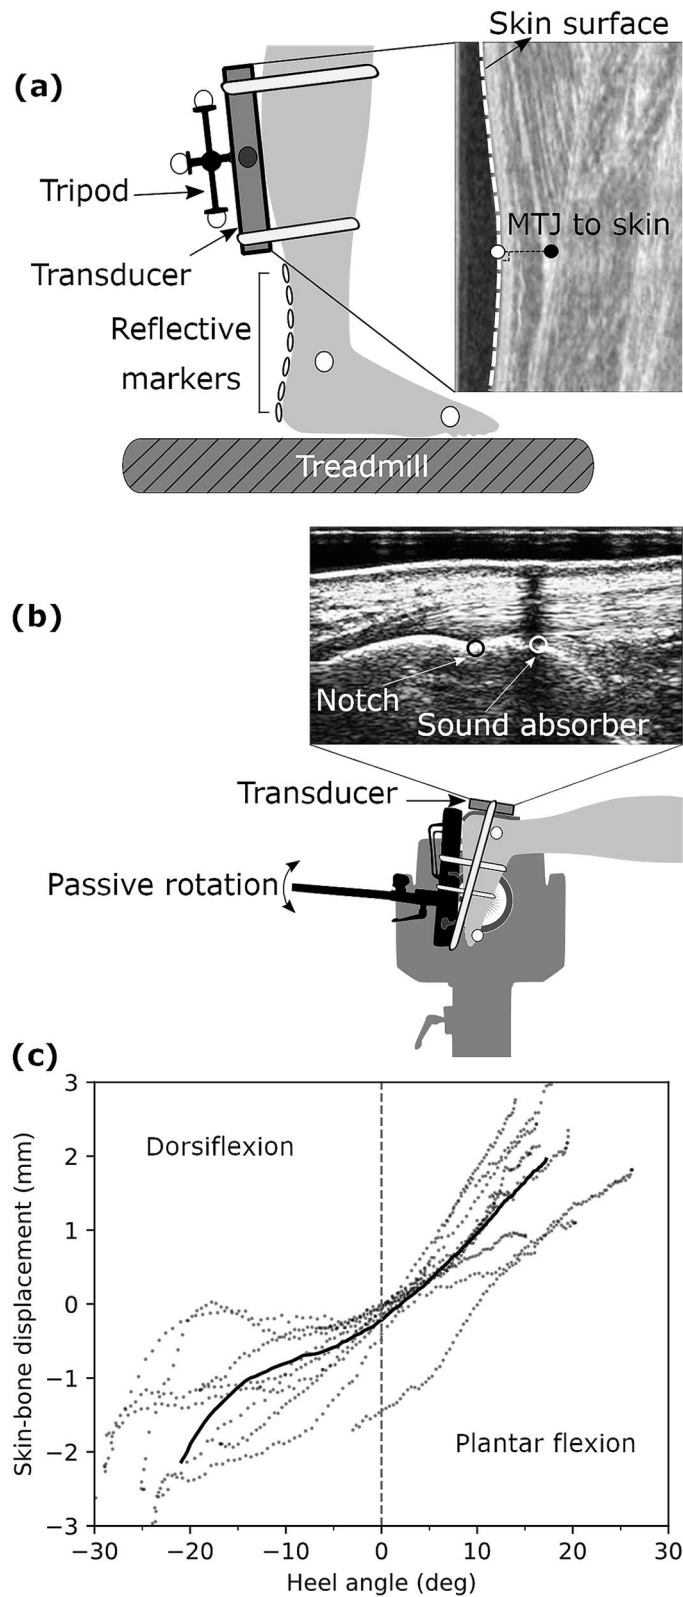 (a)
Skin surface
MTJ to skin
Tripod
Transducer
Reflective
markers
Treadmill
(b)
Notch
Sound absorber
Transducer
Passive rotation
(c)
Skin-bone displacement (mm)
3
2
1
0
−1
−2
−3
Dorsiflexion
Plantar flexion
−30 −20 −10 0 10 20 30
Heel angle (deg)